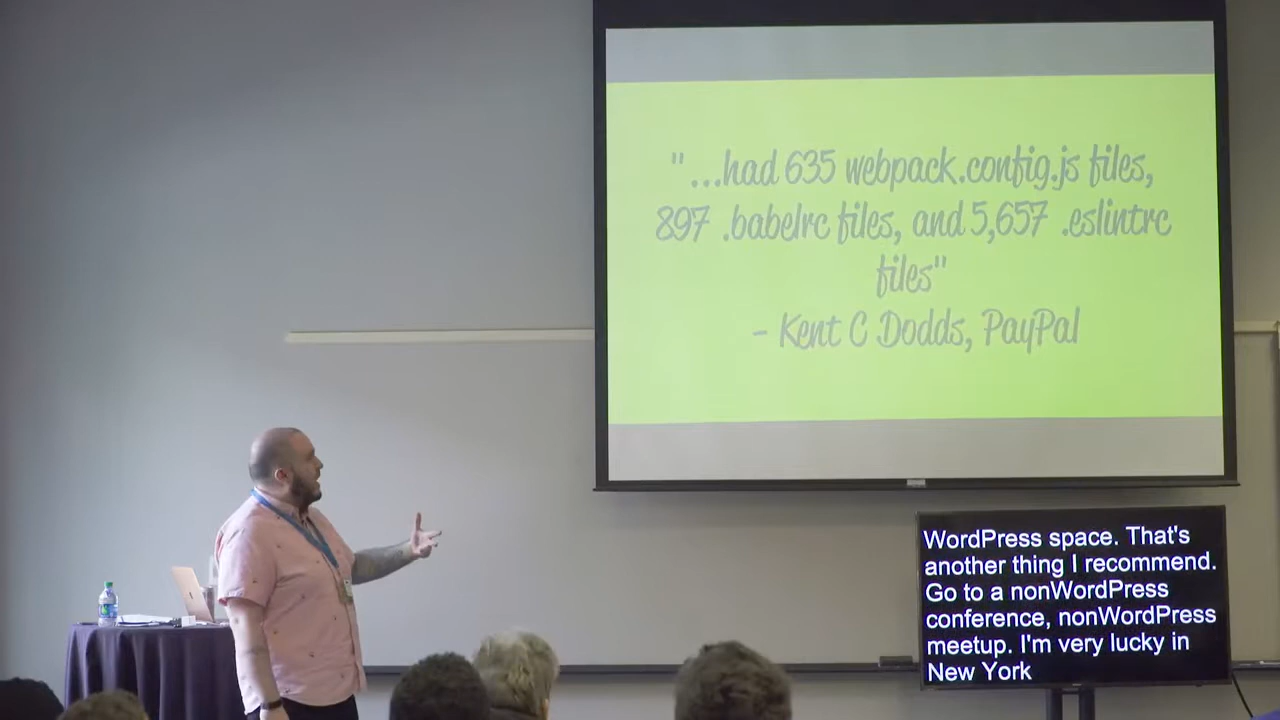 "...had 635 webpack.config.js files,
897 .babelrc files, and 5,657 .eslintrc
files"
- Kent C Dodds, PayPal
WordPress space. That's
another thing I recommend.
Go to a nonWordPress
conference, nonWordPress
meetup. I'm very lucky in
New York